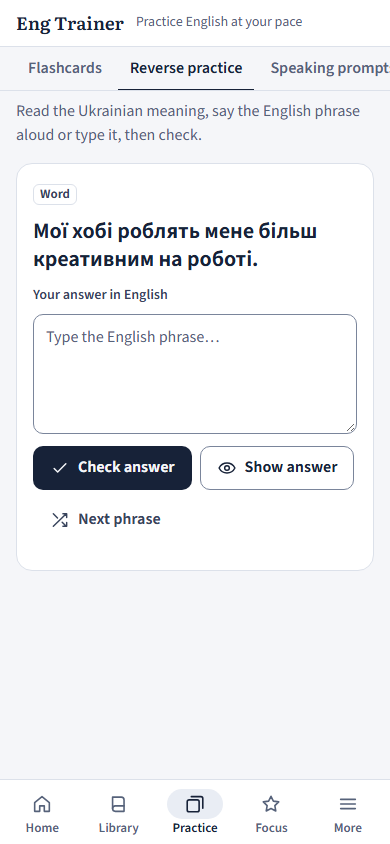 Eng Trainer Practice English at your pace
Flashcards Reverse practice Speaking prompts
Read the Ukrainian meaning, say the English phrase
aloud or type it, then check.
Word
Мої хобі роблять мене більш
креативним на роботі.
Your answer in English
Type the English phrase…
Check answer Show answer
Next phrase
Home Library Practice Focus More